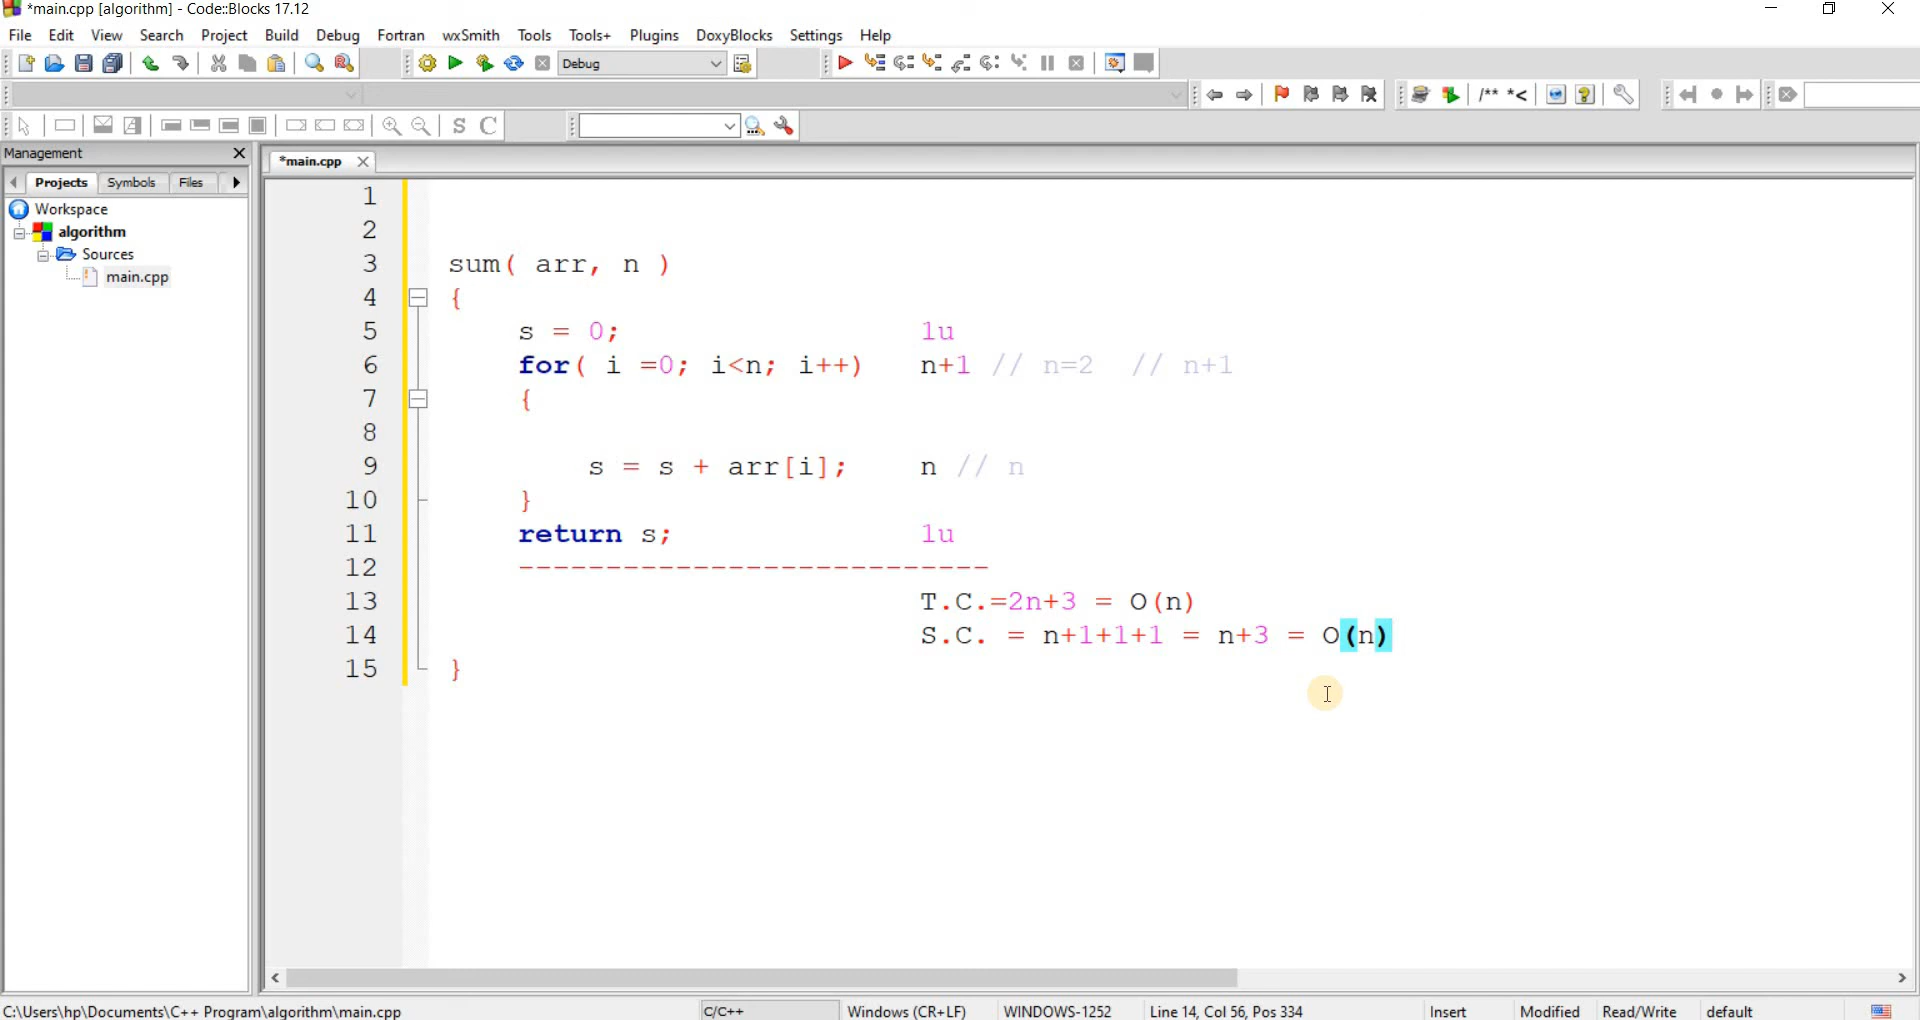 *main.cpp [algorithm] - Code::Blocks 17.12
File Edit View Search Project Build Debug Fortran wxSmith Tools Tools+ Plugins DoxyBlocks Settings Help
Debug
/** *<
S C
Management
*main.cpp
Projects Symbols Files
Workspace
algorithm
Sources
main.cpp
1
2
3 sum( arr, n )
4 {
5 s = 0; 1u
6 for( i =0; i<n; i++) n+1 // n=2 // n+1
7 {
8
9 s = s + arr[i]; n // n
10 }
11 return s; 1u
12 ---------------------------
13 T.C.=2n+3 = O(n)
14 S.C. = n+1+1+1 = n+3 = O(n)
15 }
C:\Users\hp\Documents\C++ Program\algorithm\main.cpp C/C++ Windows (CR+LF) WINDOWS-1252 Line 14, Col 56, Pos 334 Insert Modified Read/Write default